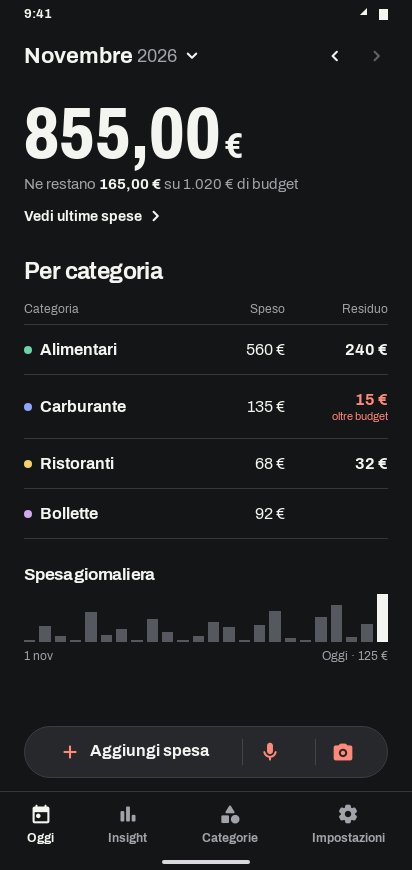 9:41
Novembre 2026
855,00 €
Ne restano 165,00 € su 1.020 € di budget
Vedi ultime spese
Per categoria
Categoria Speso Residuo
Alimentari 560 € 240 €
Carburante 135 € 15 €
oltre budget
Ristoranti 68 € 32 €
Bollette 92 €
Spesa giornaliera
1 nov Oggi · 125 €
Aggiungi spesa
Oggi Insight Categorie Impostazioni